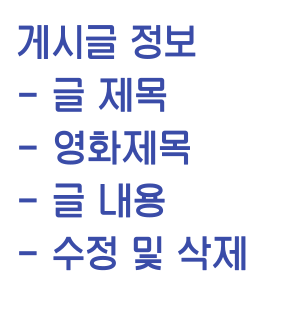 게시글 정보
- 글 제목
- 영화제목
- 글 내용
- 수정 및 삭제